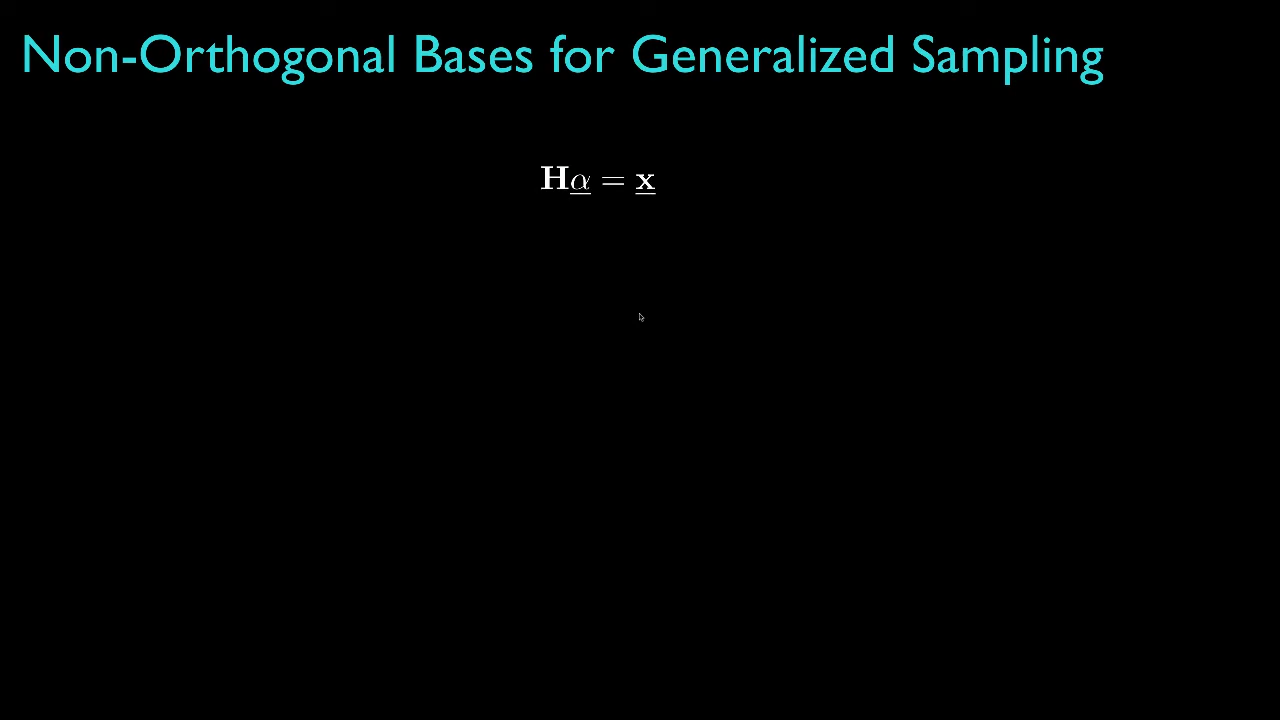 Non-Orthogonal Bases for Generalized Sampling
𝐇α̲ = 𝐱̲